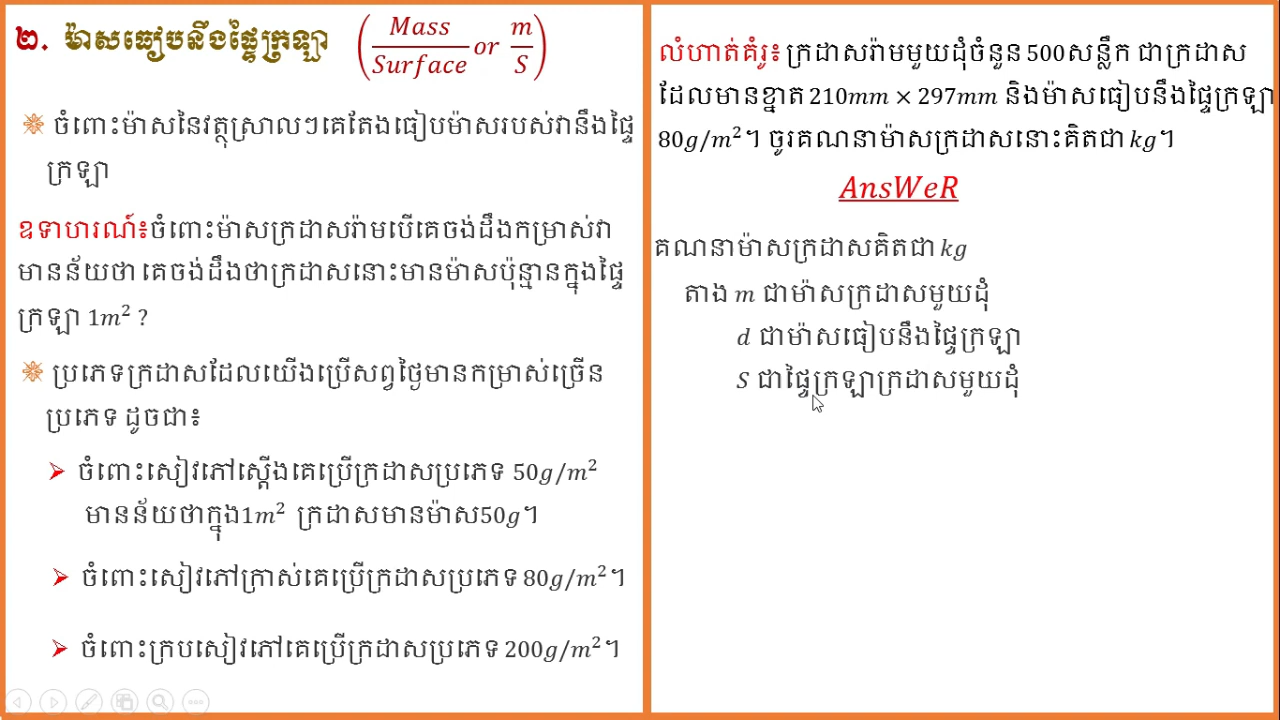 ២. ម៉ាសធៀបនឹងផ្ទៃក្រឡា (Mass/Surface or m/S)
ចំពោះម៉ាសនៃវត្ថុស្រាលៗគេតែងធៀបម៉ាសរបស់វានឹងផ្ទៃ
ក្រឡា
ឧទាហរណ៍៖ចំពោះម៉ាសក្រដាសរ៉ាមបើគេចង់ដឹងកម្រាស់វា
មានន័យថា គេចង់ដឹងថាក្រដាសនោះមានម៉ាសប៉ុន្មានក្នុងផ្ទៃ
ក្រឡា 1m² ?
ប្រភេទក្រដាសដែលយើងប្រើសព្វថ្ងៃមានកម្រាស់ច្រើន
ប្រភេទ ដូចជា៖
ចំពោះសៀវភៅស្តើងគេប្រើក្រដាសប្រភេទ 50g/m²
មានន័យថាក្នុង1m² ក្រដាសមានម៉ាស50g។
ចំពោះសៀវភៅក្រាស់គេប្រើក្រដាសប្រភេទ 80g/m²។
ចំពោះក្របសៀវភៅគេប្រើក្រដាសប្រភេទ 200g/m²។
លំហាត់គំរូ៖ ក្រដាសរ៉ាមមួយដុំចំនួន 500សន្លឹក ជាក្រដាស
ដែលមានខ្នាត 210mm × 297mm និងម៉ាសធៀបនឹងផ្ទៃក្រឡា
80g/m²។ ចូរគណនាម៉ាសក្រដាសនោះគិតជា kg។
AnsWeR
គណនាម៉ាសក្រដាសគិតជា kg
តាង m ជាម៉ាសក្រដាសមួយដុំ
d ជាម៉ាសធៀបនឹងផ្ទៃក្រឡា
S ជាផ្ទៃក្រឡាក្រដាសមួយដុំ